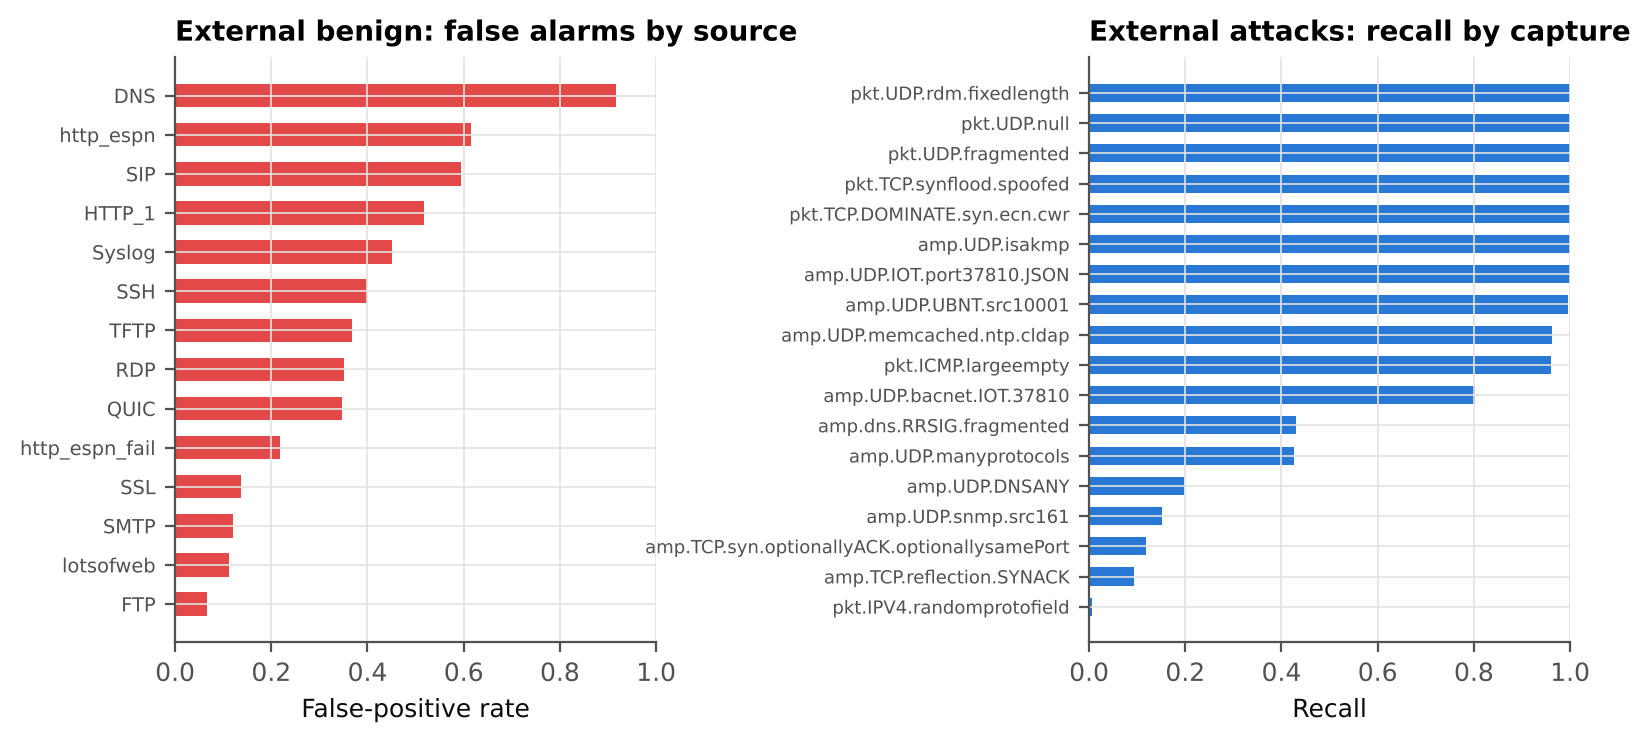 External benign: false alarms by source
DNS
http_espn
SIP
HTTP_1
Syslog
SSH
TFTP
RDP
QUIC
http_espn_fail
SSL
SMTP
lotsofweb
FTP
0.0 0.2 0.4 0.6 0.8 1.0
False-positive rate
External attacks: recall by capture
pkt.UDP.rdm.fixedlength
pkt.UDP.null
pkt.UDP.fragmented
pkt.TCP.synflood.spoofed
pkt.TCP.DOMINATE.syn.ecn.cwr
amp.UDP.isakmp
amp.UDP.IOT.port37810.JSON
amp.UDP.UBNT.src10001
amp.UDP.memcached.ntp.cldap
pkt.ICMP.largeempty
amp.UDP.bacnet.IOT.37810
amp.dns.RRSIG.fragmented
amp.UDP.manyprotocols
amp.UDP.DNSANY
amp.UDP.snmp.src161
amp.TCP.syn.optionallyACK.optionallysamePort
amp.TCP.reflection.SYNACK
pkt.IPV4.randomprotofield
0.0 0.2 0.4 0.6 0.8 1.0
Recall